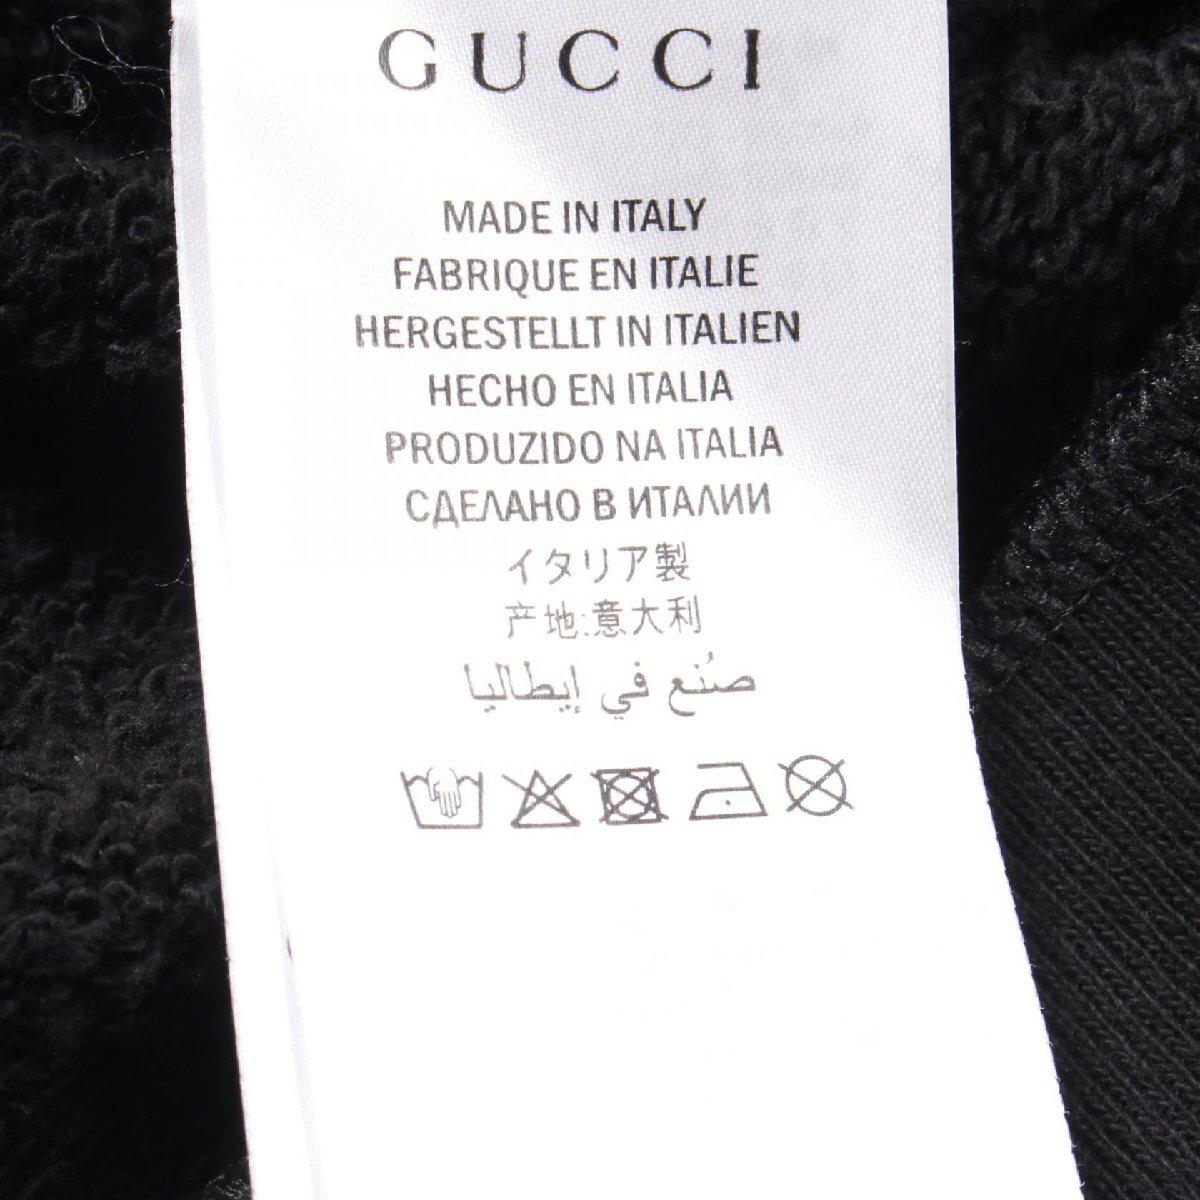 GUCCI
MADE IN ITALY
FABRIQUE EN ITALIE
HERGESTELLT IN ITALIEN
HECHO EN ITALIA
PRODUZIDO NA ITALIA
СДЕЛАНО В ИТАЛИИ
イタリア製
产地:意大利
صُنع في إيطاليا